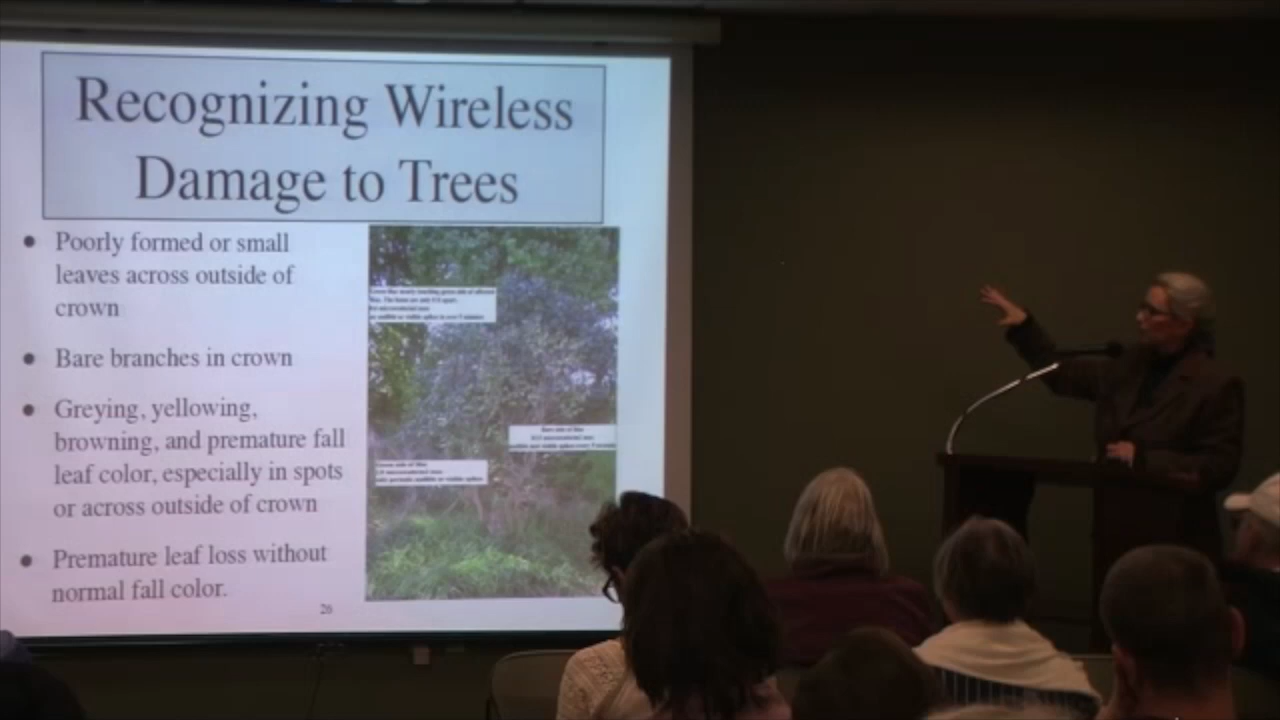 Recognizing Wireless
Damage to Trees
• Poorly formed or small
leaves across outside of
crown
• Bare branches in crown
• Greying, yellowing,
browning, and premature fall
leaf color, especially in spots
or across outside of crown
• Premature leaf loss without
normal fall color.
26